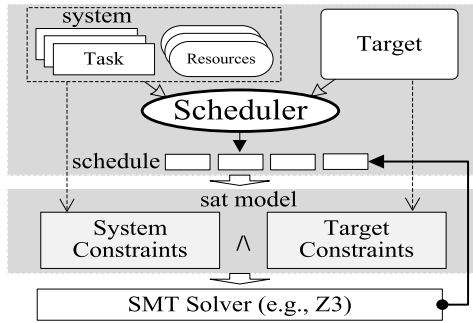 system
Task
Resources
Target
Scheduler
schedule
sat model
System
Constraints
/\
Target
Constraints
SMT Solver (e.g., Z3)